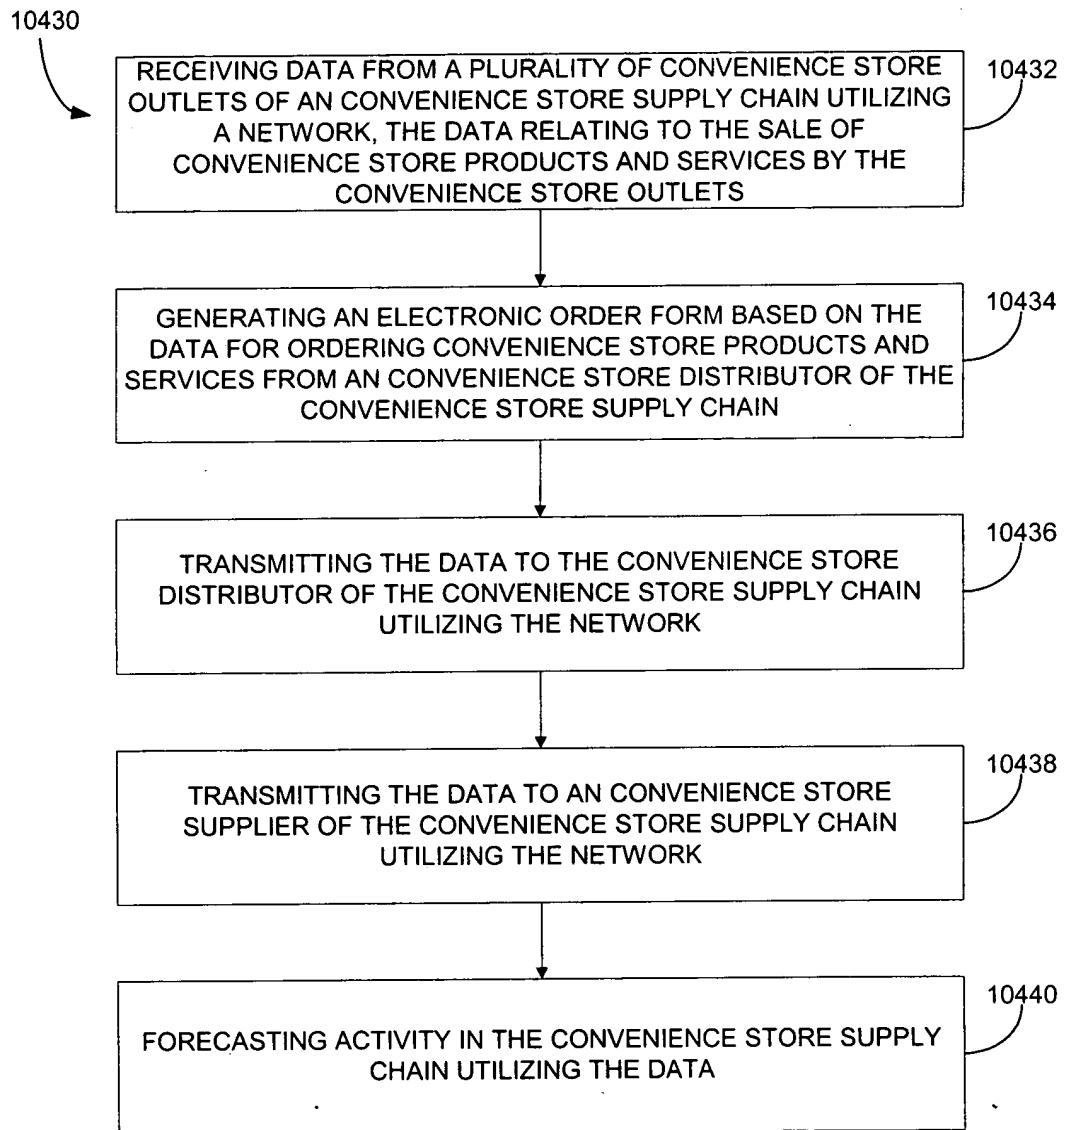 10430
RECEIVING DATA FROM A PLURALITY OF CONVENIENCE STORE
OUTLETS OF AN CONVENIENCE STORE SUPPLY CHAIN UTILIZING
A NETWORK, THE DATA RELATING TO THE SALE OF
CONVENIENCE STORE PRODUCTS AND SERVICES BY THE
CONVENIENCE STORE OUTLETS
10432
GENERATING AN ELECTRONIC ORDER FORM BASED ON THE
DATA FOR ORDERING CONVENIENCE STORE PRODUCTS AND
SERVICES FROM AN CONVENIENCE STORE DISTRIBUTOR OF THE
CONVENIENCE STORE SUPPLY CHAIN
10434
TRANSMITTING THE DATA TO THE CONVENIENCE STORE
DISTRIBUTOR OF THE CONVENIENCE STORE SUPPLY CHAIN
UTILIZING THE NETWORK
10436
TRANSMITTING THE DATA TO AN CONVENIENCE STORE
SUPPLIER OF THE CONVENIENCE STORE SUPPLY CHAIN
UTILIZING THE NETWORK
10438
FORECASTING ACTIVITY IN THE CONVENIENCE STORE SUPPLY
CHAIN UTILIZING THE DATA
10440